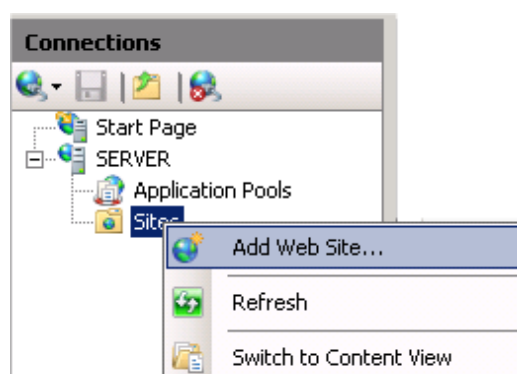 Connections
Start Page
SERVER
Application Pools
Sites
Add Web Site...
Refresh
Switch to Content View